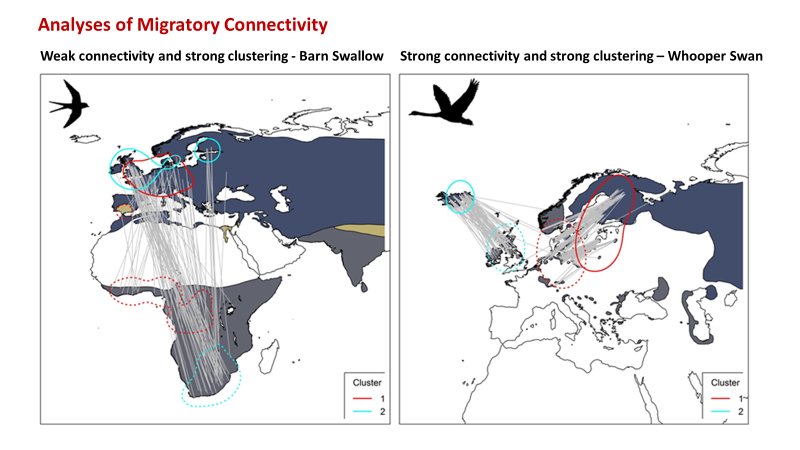 Analyses of Migratory Connectivity
Weak connectivity and strong clustering - Barn Swallow
Strong connectivity and strong clustering – Whooper Swan
Cluster
1
2
Cluster
1
2